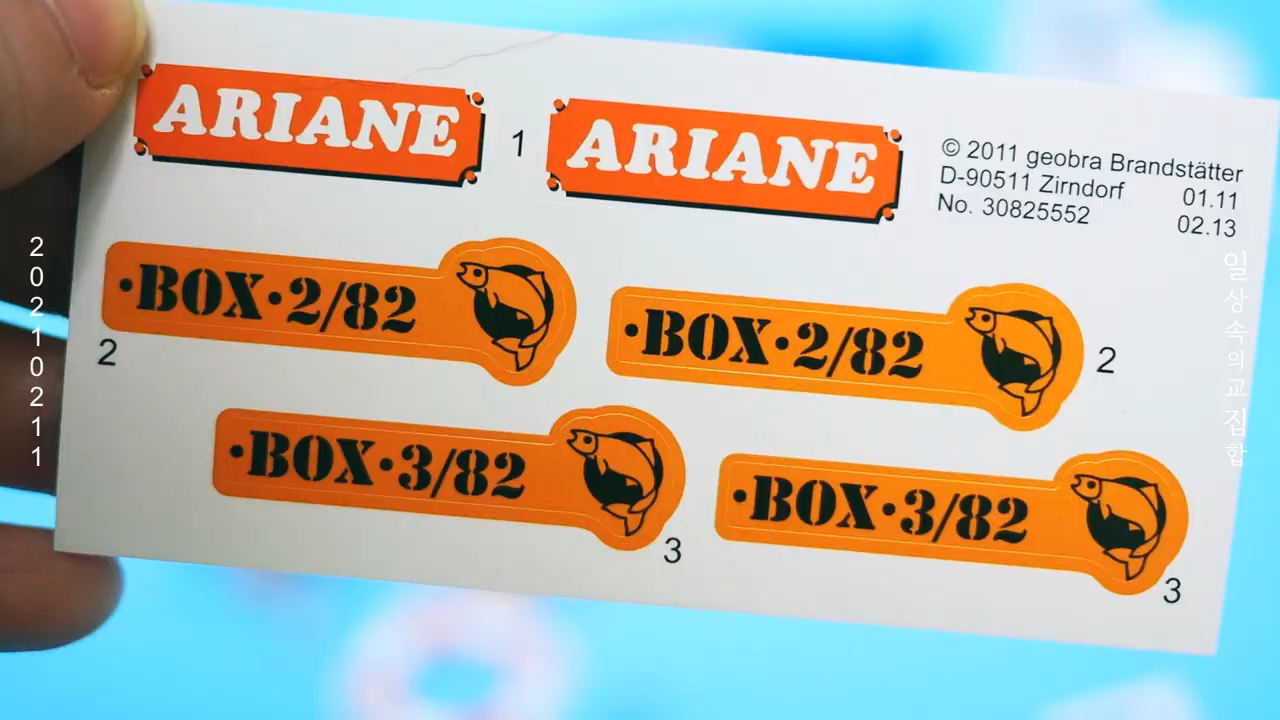 ARIANE
1
ARIANE
© 2011 geobra Brandstätter
D-90511 Zirndorf 01.11
No. 30825552 02.13
·BOX·2/82
2
·BOX·2/82
2
·BOX·3/82
3
·BOX·3/82
3
20210211
일상속의교집합